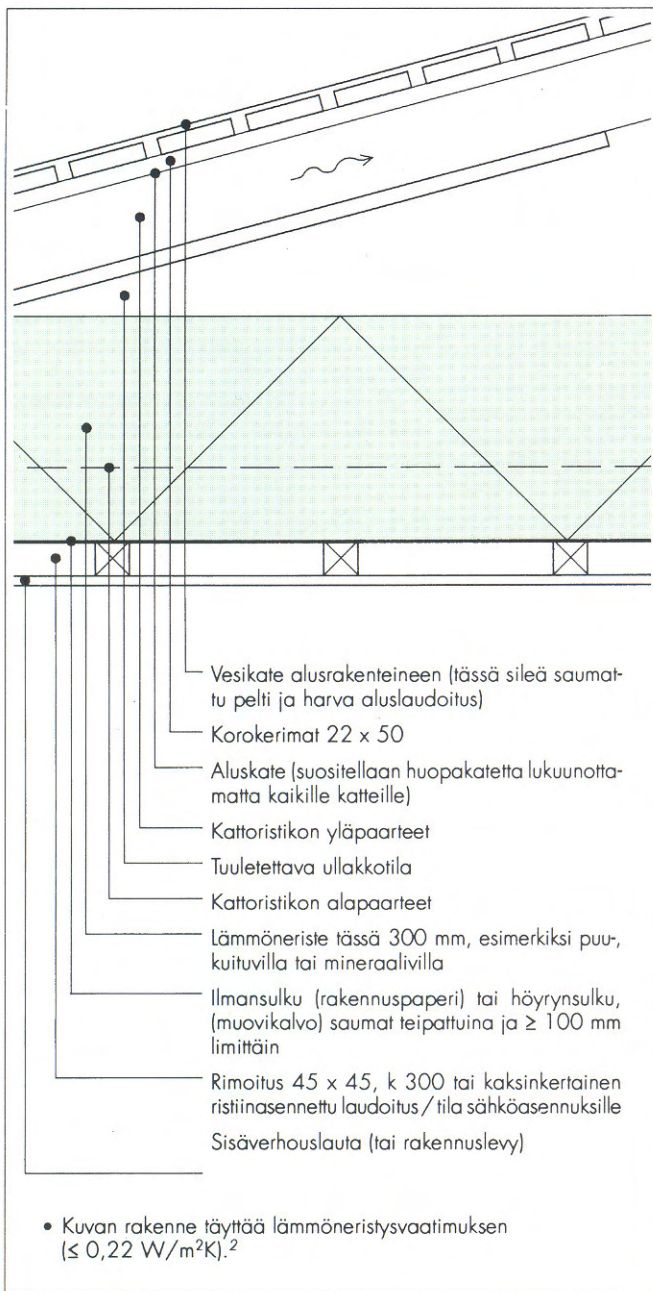 Vesikate alusrakenteineen (tässä sileä saumat-
tu pelti ja harva aluslaudoitus)
Korokerimat 22 x 50
Aluskate (suositellaan huopakatetta lukuunotta-
matta kaikille katteille)
Kattoristikon yläpaarteet
Tuuletettava ullakkotila
Kattoristikon alapaarteet
Lämmöneriste tässä 300 mm, esimerkiksi puu-,
kuituvilla tai mineraalivilla
Ilmansulku (rakennuspaperi) tai höyrynsulku,
(muovikalvo) saumat teipattuina ja ≥ 100 mm
limittäin
Rimoitus 45 x 45, k 300 tai kaksinkertainen
ristiinasennettu laudoitus/tila sähköasennuksille
Sisäverhouslauta (tai rakennuslevy)
• Kuvan rakenne täyttää lämmöneristysvaatimuksen
(≤ 0,22 W/m²K).²